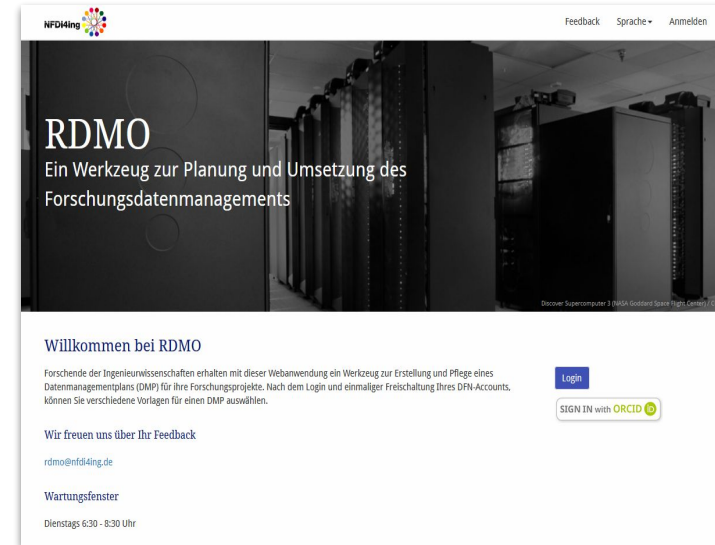 NFDI4Ing
Feedback Sprache Anmelden
RDMO
Ein Werkzeug zur Planung und Umsetzung des
Forschungsdatenmanagements
Discover Supercomputer 3 (NASA Goddard Space Flight Center) / C
Willkommen bei RDMO
Forschende der Ingenieurwissenschaften erhalten mit dieser Webanwendung ein Werkzeug zur Erstellung und Pflege eines
Datenmanagementplans (DMP) für ihre Forschungsprojekte. Nach dem Login und einmaliger Freischaltung Ihres DFN-Accounts,
können Sie verschiedene Vorlagen für einen DMP auswählen.
Login
SIGN IN with ORCID iD
Wir freuen uns über Ihr Feedback
rdmo@nfdi4ing.de
Wartungsfenster
Dienstags 6:30 - 8:30 Uhr